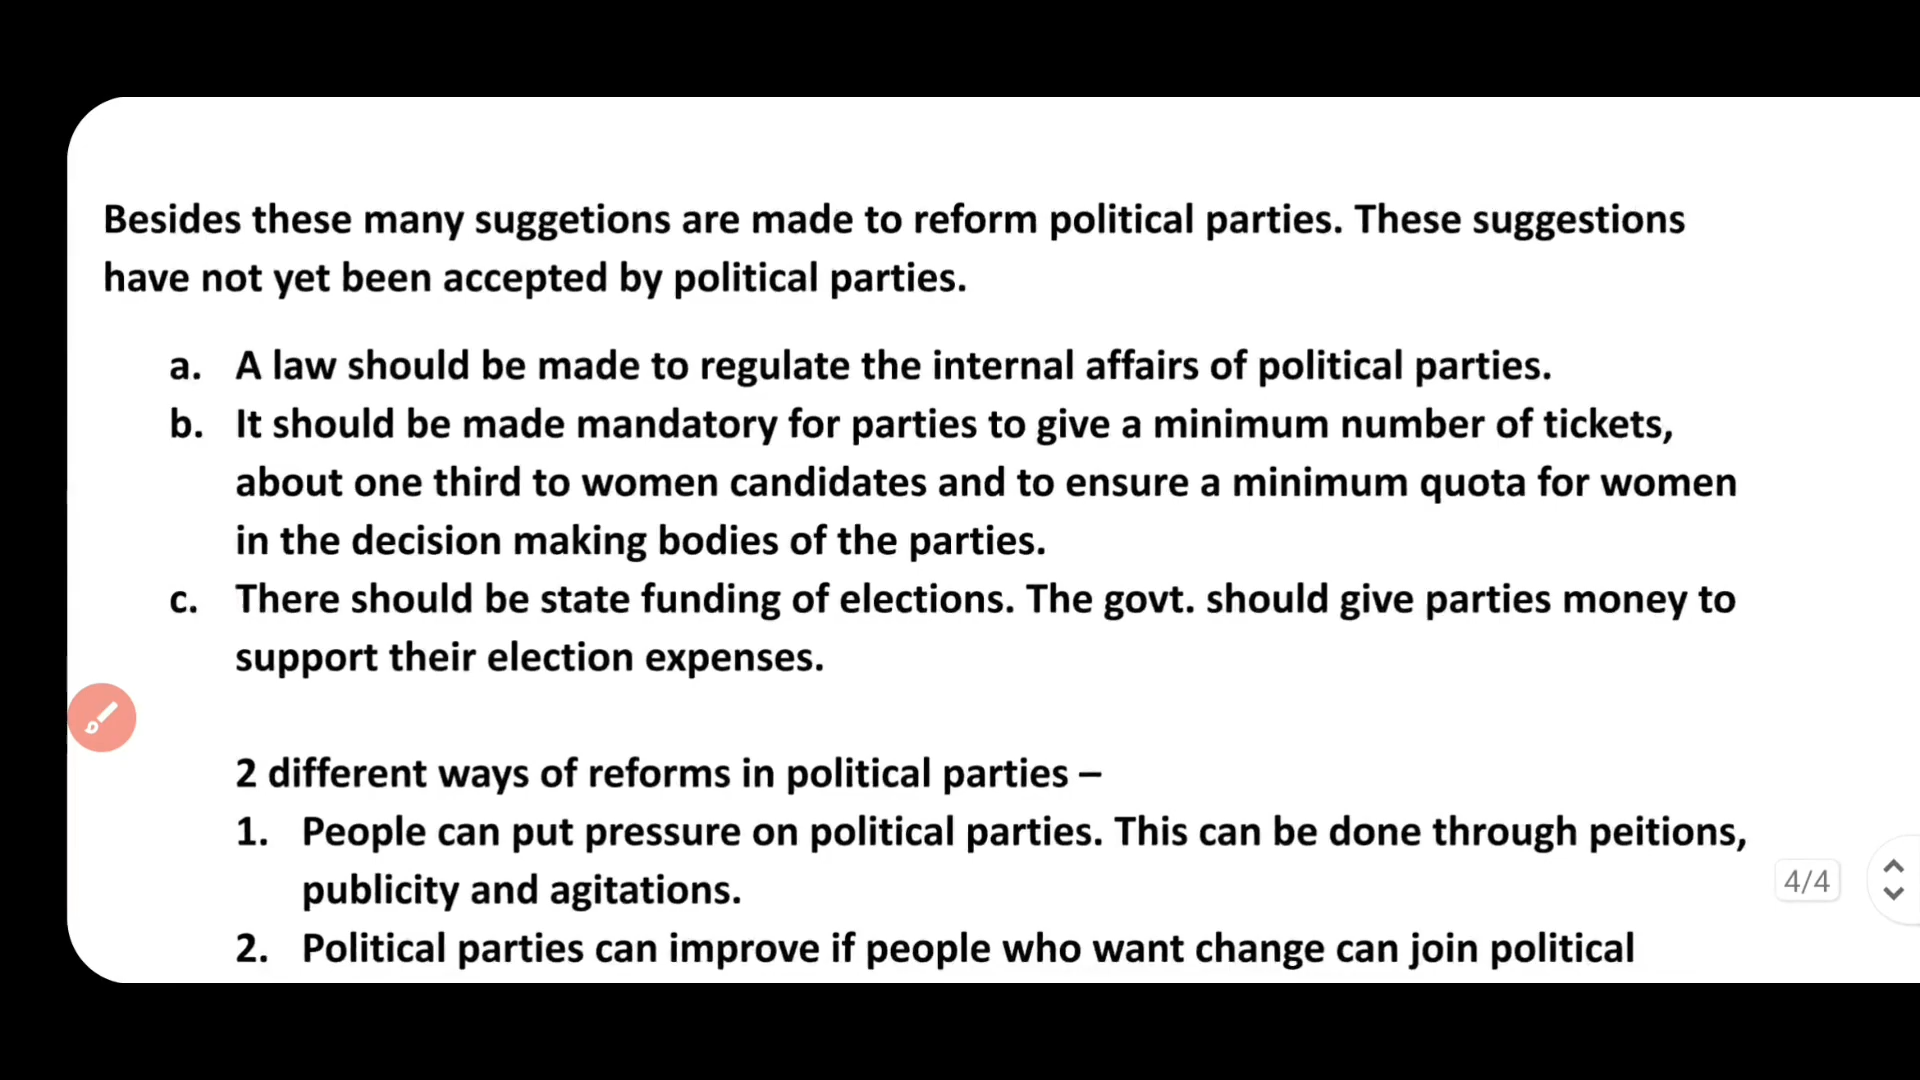 Besides these many suggetions are made to reform political parties. These suggestions
have not yet been accepted by political parties.
a. A law should be made to regulate the internal affairs of political parties.
b. It should be made mandatory for parties to give a minimum number of tickets,
about one third to women candidates and to ensure a minimum quota for women
in the decision making bodies of the parties.
c. There should be state funding of elections. The govt. should give parties money to
support their election expenses.
2 different ways of reforms in political parties –
1. People can put pressure on political parties. This can be done through peitions,
publicity and agitations.
4/4
2. Political parties can improve if people who want change can join political